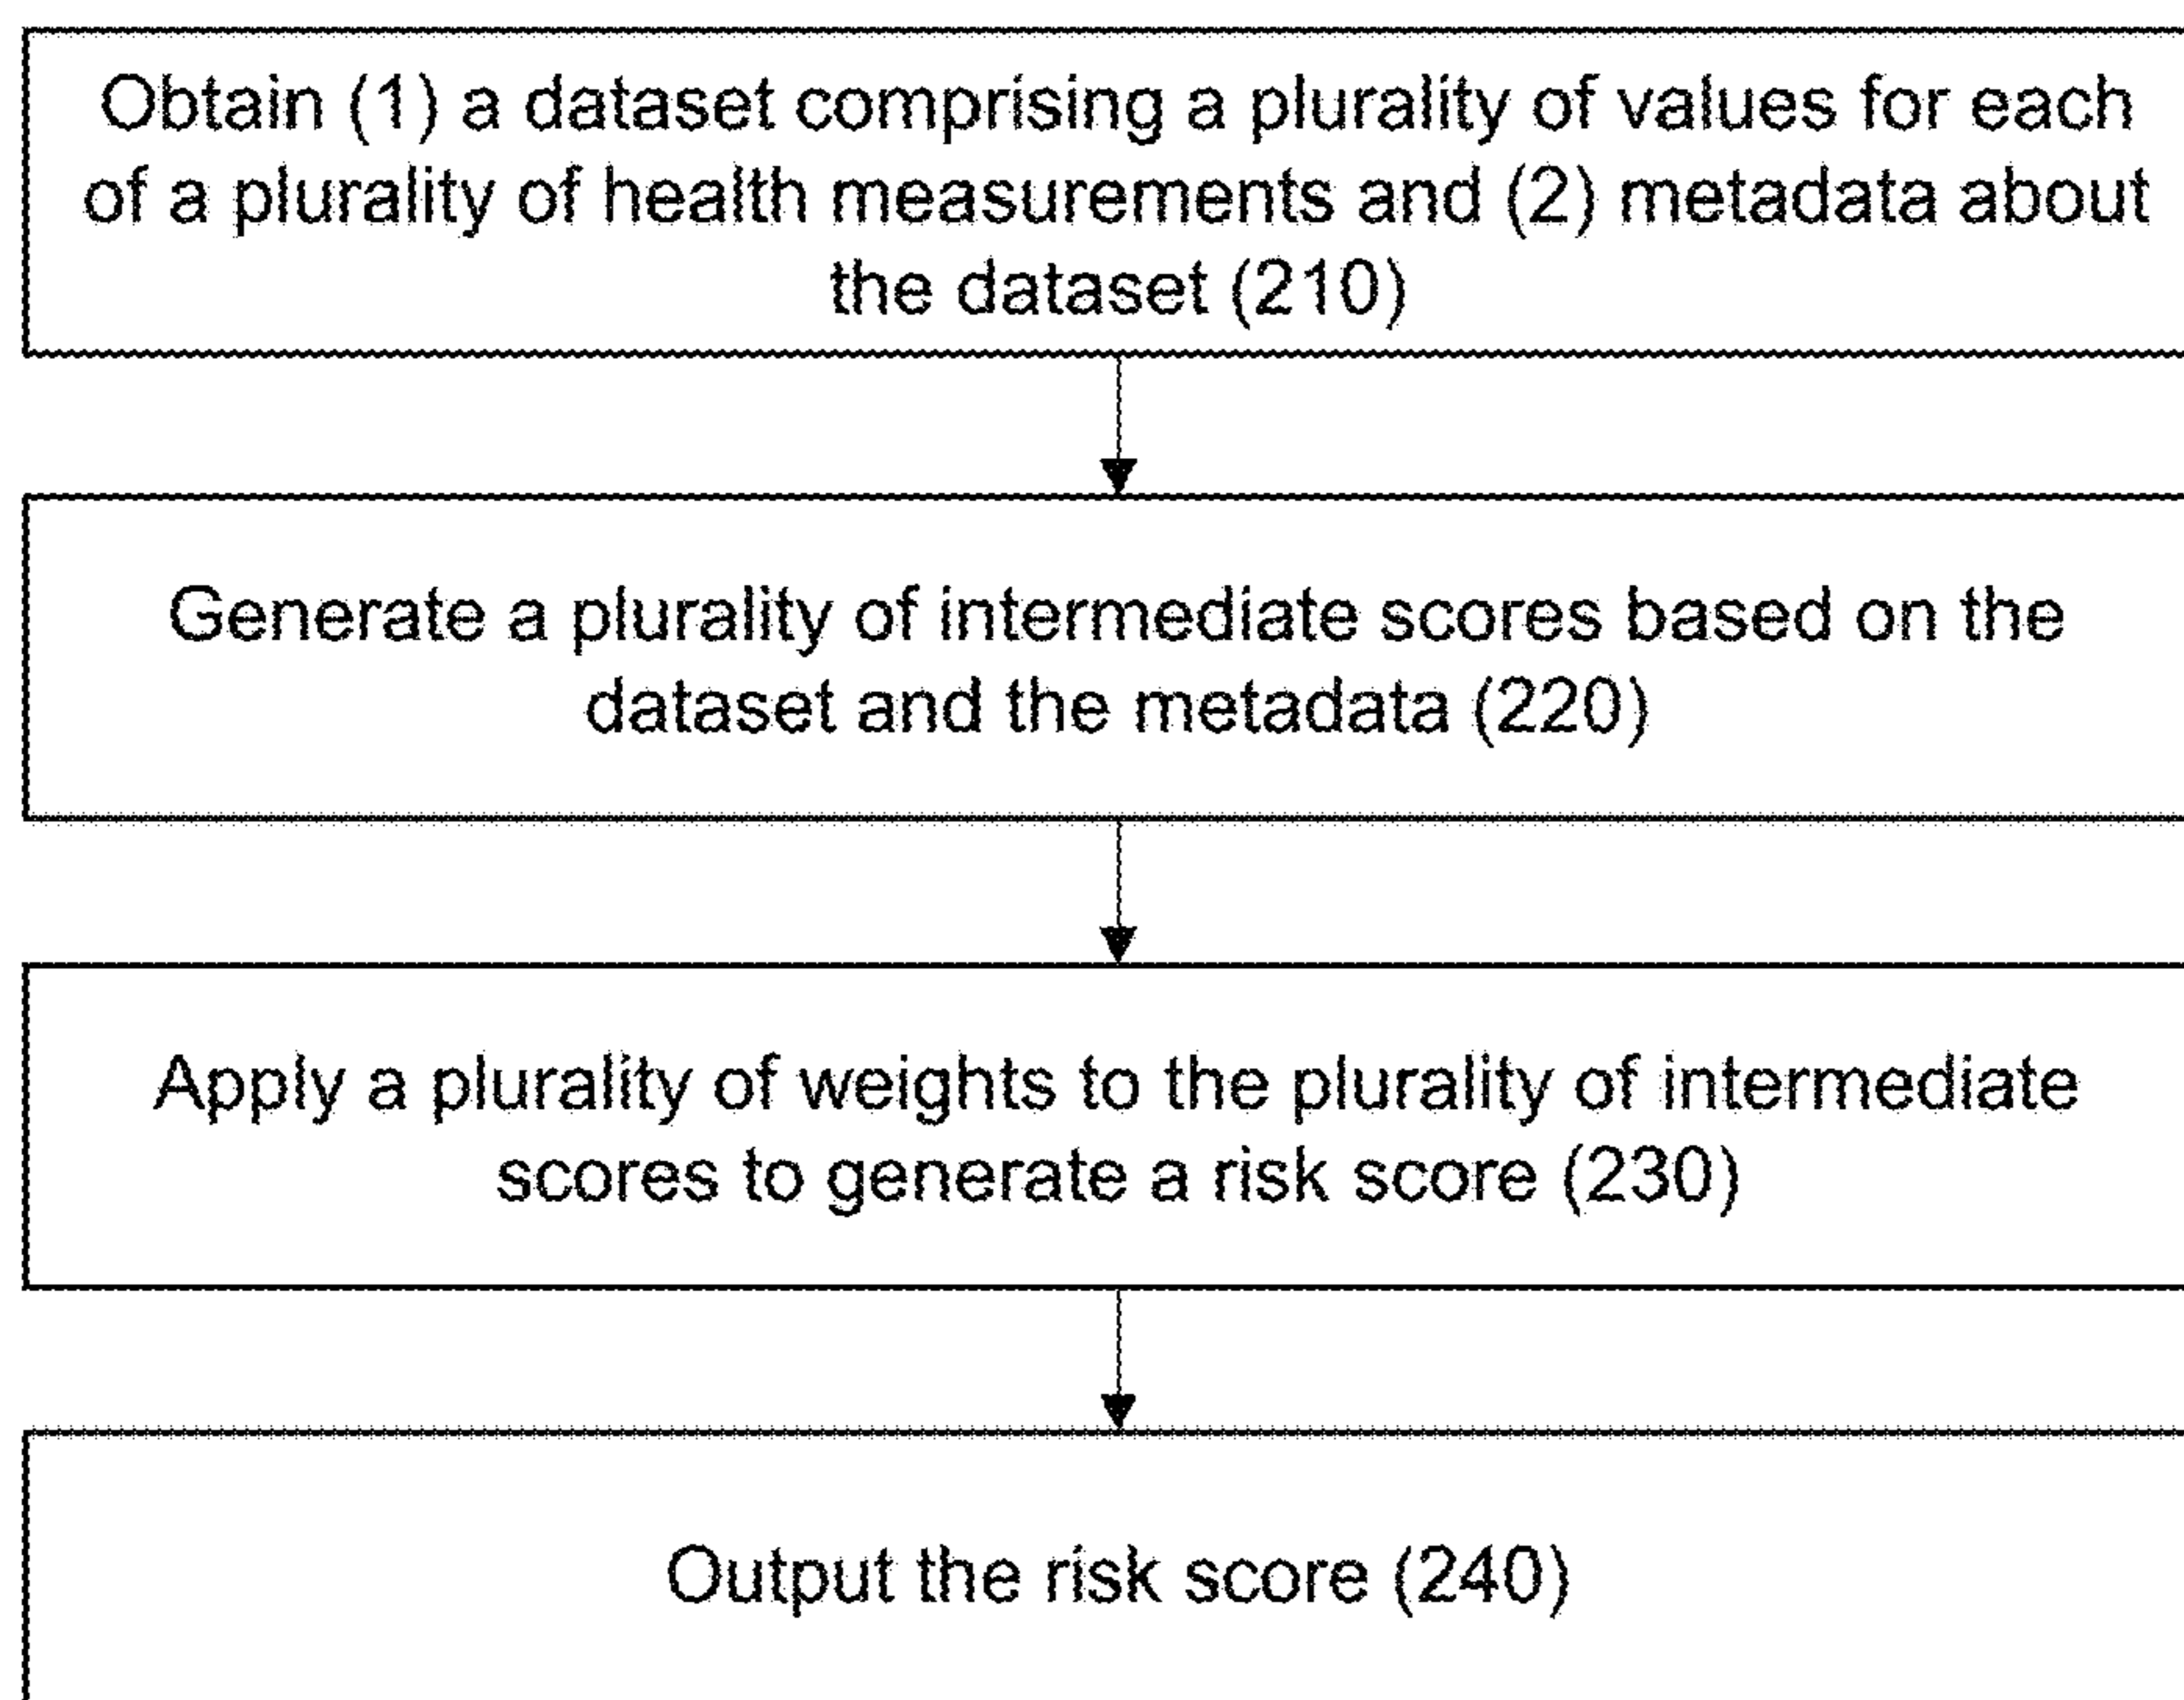 Obtain (1) a dataset comprising a plurality of values for each
of a plurality of health measurements and (2) metadata about
the dataset (210)
Generate a plurality of intermediate scores based on the
dataset and the metadata (220)
Apply a plurality of weights to the plurality of intermediate
scores to generate a risk score (230)
Output the risk score (240)